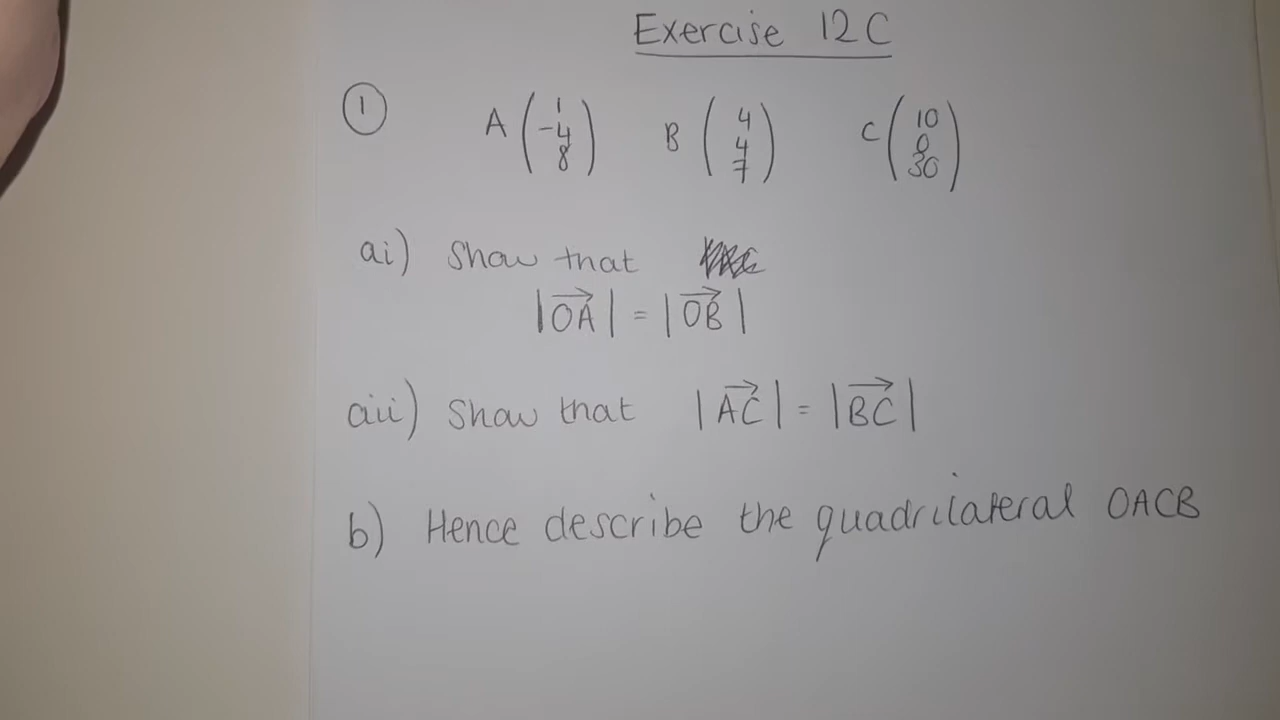 Exercise 12C
① A (1 -4 8) B (4 4 7) C (10 0 30)
ai) Show that
|OA| = |OB|
aii) Show that |AC| = |BC|
b) Hence describe the quadrilateral OACB